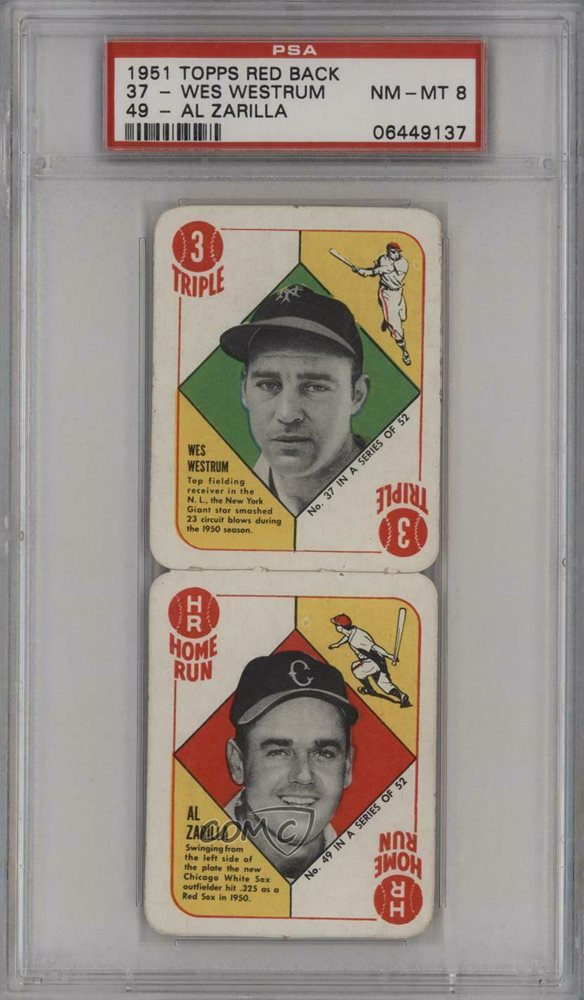 PSA
1951 TOPPS RED BACK
37 - WES WESTRUM NM-MT 8
49 - AL ZARILLA
06449137
3
TRIPLE
NY
WES
WESTRUM
Top fielding
receiver in the
N. L., the New York
Giant star smashed
23 circuit blows during
the 1950 season.
No. 37 IN A SERIES OF 52
TRIPLE
3
HR
HOME
RUN
C
AL
ZARILLA
Swinging from
the left side of
the plate the new
Chicago White Sox
outfielder hit .325 as a
Red Sox in 1950.
No. 49 IN A SERIES OF 52
COMC
HOME
RUN
HR